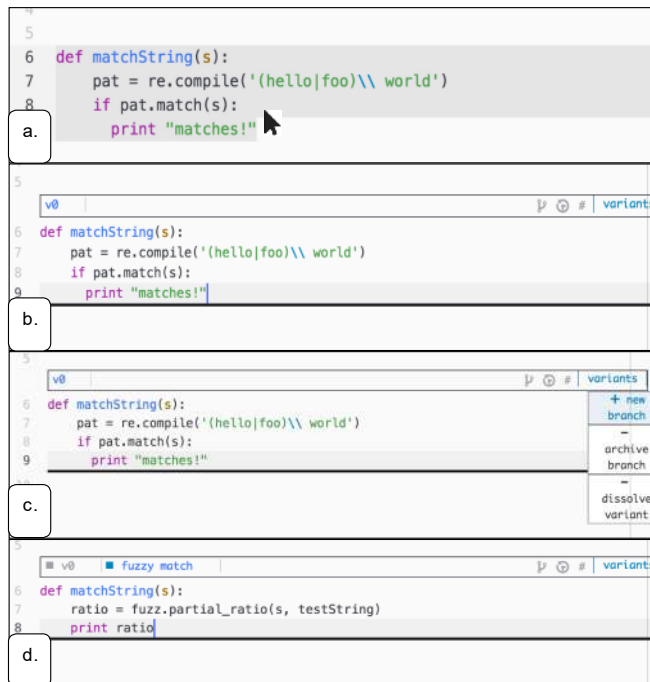 5
6 def matchString(s):
7 pat = re.compile('(hello|foo)\\ world')
8 if pat.match(s):
print "matches!"
a.
5
v0 # variants
6 def matchString(s):
7 pat = re.compile('(hello|foo)\\ world')
8 if pat.match(s):
9 print "matches!"
b.
5
v0 # variants
+ new
branch
6 def matchString(s):
7 pat = re.compile('(hello|foo)\\ world')
8 if pat.match(s):
9 print "matches!"
-
archive
branch
-
dissolve
variant
c.
5
v0 fuzzy match # variants
6 def matchString(s):
7 ratio = fuzz.partial_ratio(s, testString)
8 print ratio
d.